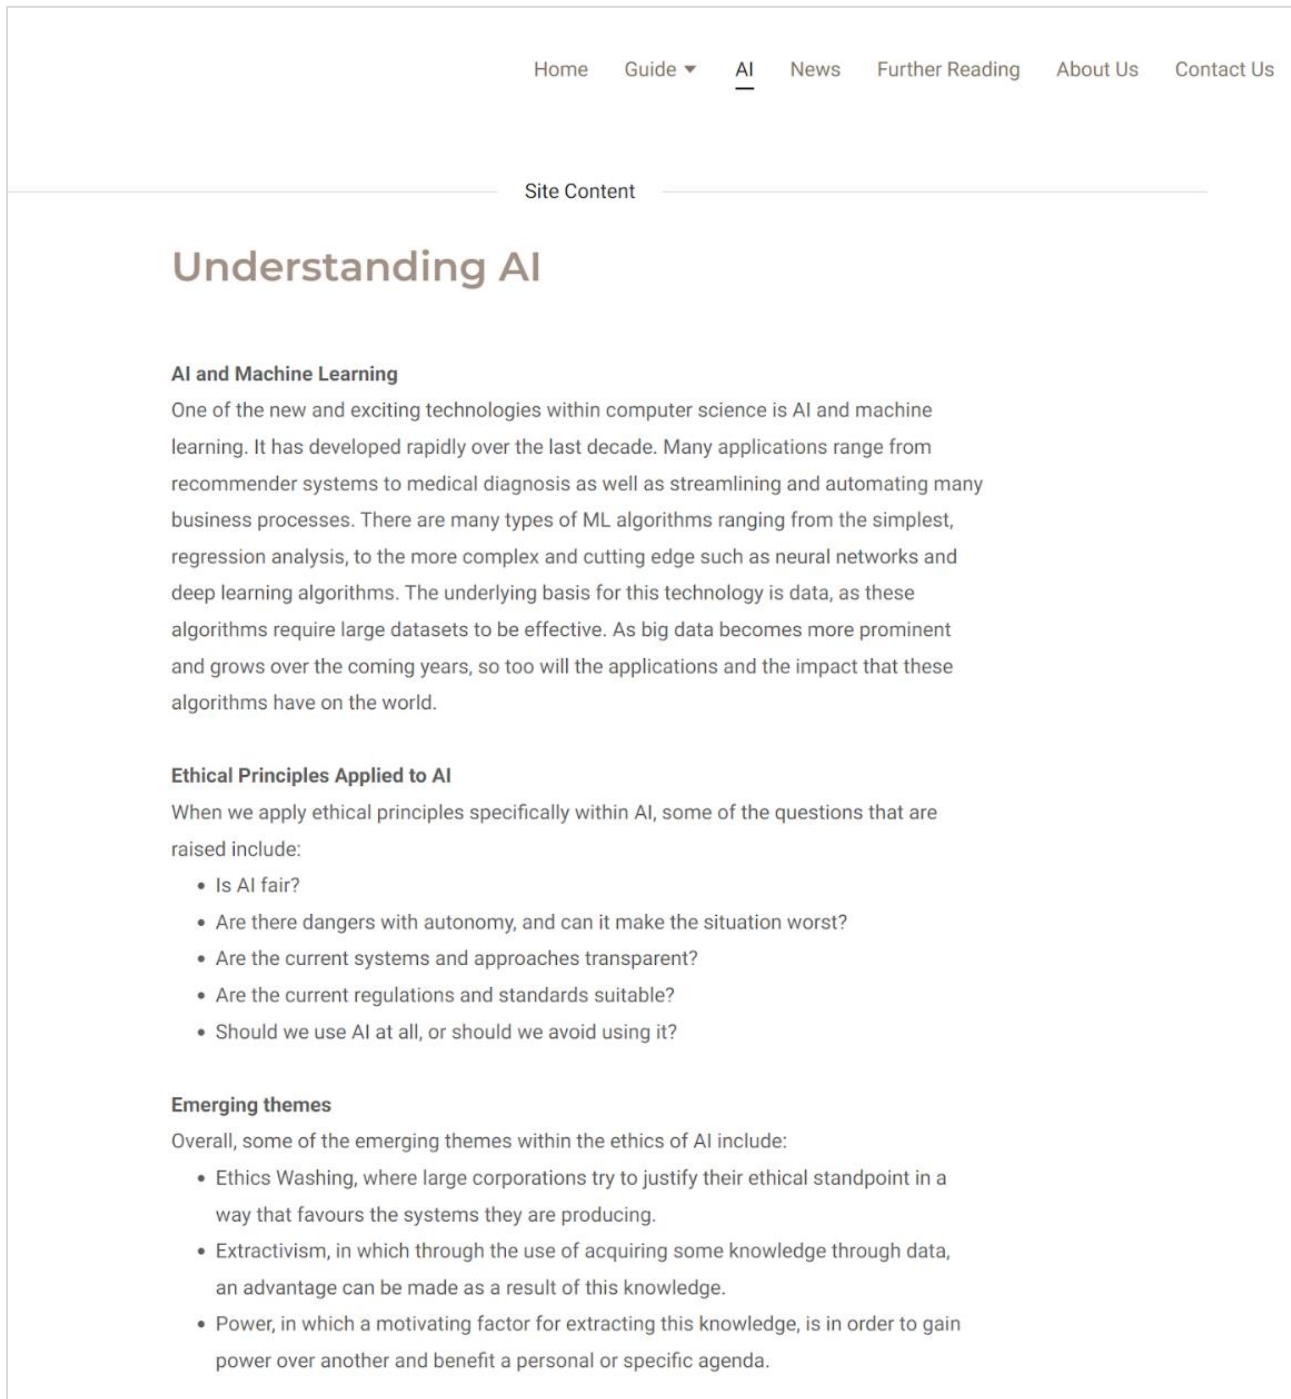 Home Guide AI News Further Reading About Us Contact Us
Site Content
Understanding AI
AI and Machine Learning
One of the new and exciting technologies within computer science is AI and machine
learning. It has developed rapidly over the last decade. Many applications range from
recommender systems to medical diagnosis as well as streamlining and automating many
business processes. There are many types of ML algorithms ranging from the simplest,
regression analysis, to the more complex and cutting edge such as neural networks and
deep learning algorithms. The underlying basis for this technology is data, as these
algorithms require large datasets to be effective. As big data becomes more prominent
and grows over the coming years, so too will the applications and the impact that these
algorithms have on the world.
Ethical Principles Applied to AI
When we apply ethical principles specifically within AI, some of the questions that are
raised include:
• Is AI fair?
• Are there dangers with autonomy, and can it make the situation worst?
• Are the current systems and approaches transparent?
• Are the current regulations and standards suitable?
• Should we use AI at all, or should we avoid using it?
Emerging themes
Overall, some of the emerging themes within the ethics of AI include:
• Ethics Washing, where large corporations try to justify their ethical standpoint in a
way that favours the systems they are producing.
• Extractivism, in which through the use of acquiring some knowledge through data,
an advantage can be made as a result of this knowledge.
• Power, in which a motivating factor for extracting this knowledge, is in order to gain
power over another and benefit a personal or specific agenda.